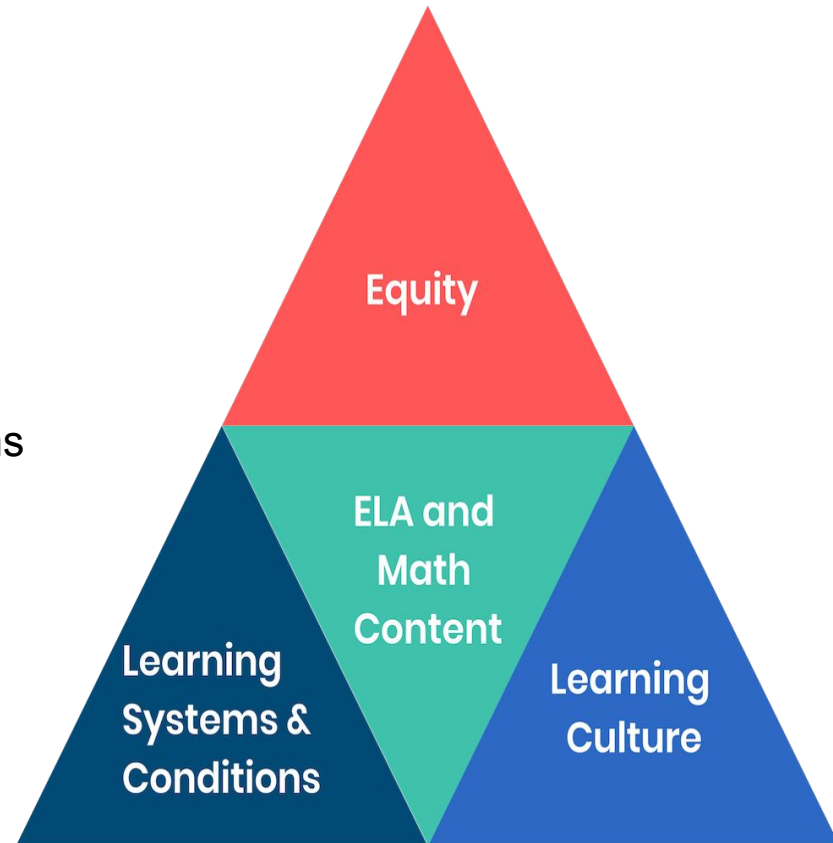 Equity
ELA and
Math
Content
Learning
Systems &
Conditions
Learning
Culture